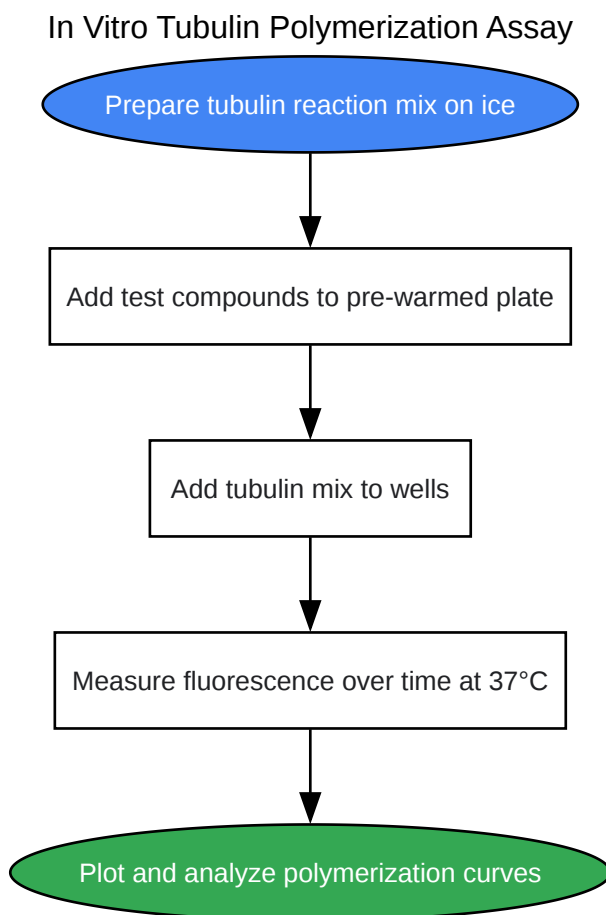 In Vitro Tubulin Polymerization Assay
Prepare tubulin reaction mix on ice
Add test compounds to pre-warmed plate
Add tubulin mix to wells
Measure fluorescence over time at 37°C
Plot and analyze polymerization curves